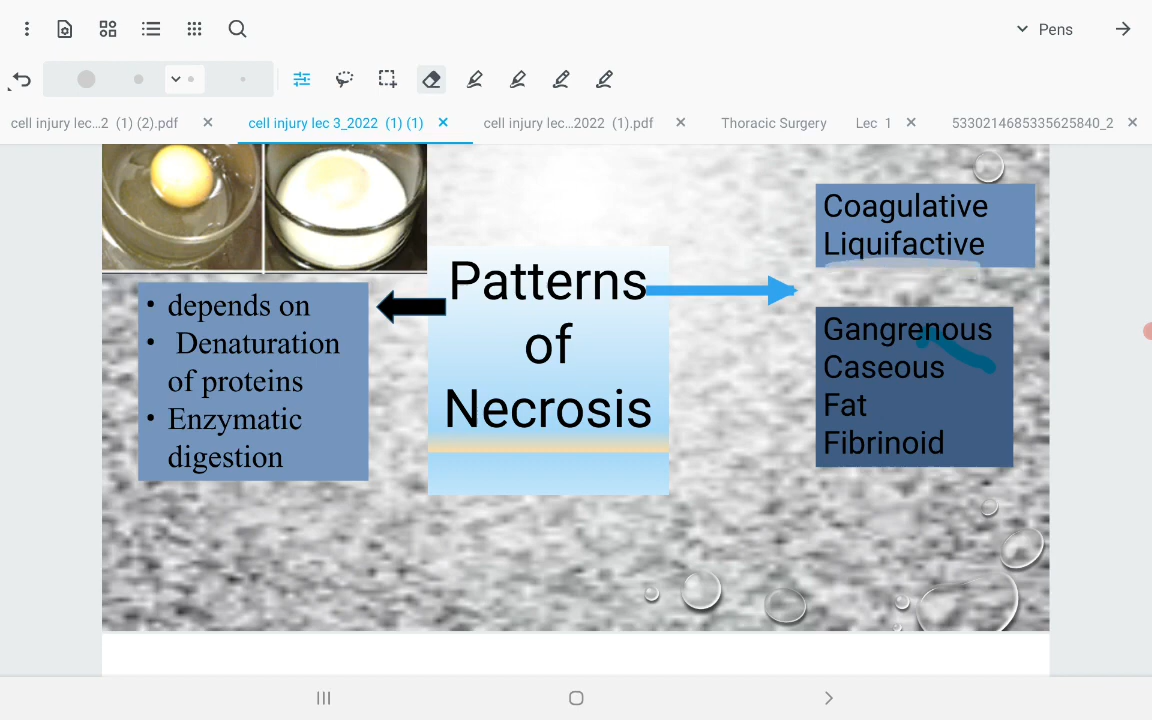 Pens
cell injury lec...2 (1) (2).pdf
cell injury lec 3_2022 (1) (1)
cell injury lec...2022 (1).pdf
Thoracic Surgery
Lec 1
5330214685335625840_2
Coagulative
Liquifactive
Patterns
of
Necrosis
• depends on
• Denaturation
of proteins
• Enzymatic
digestion
Gangrenous
Caseous
Fat
Fibrinoid